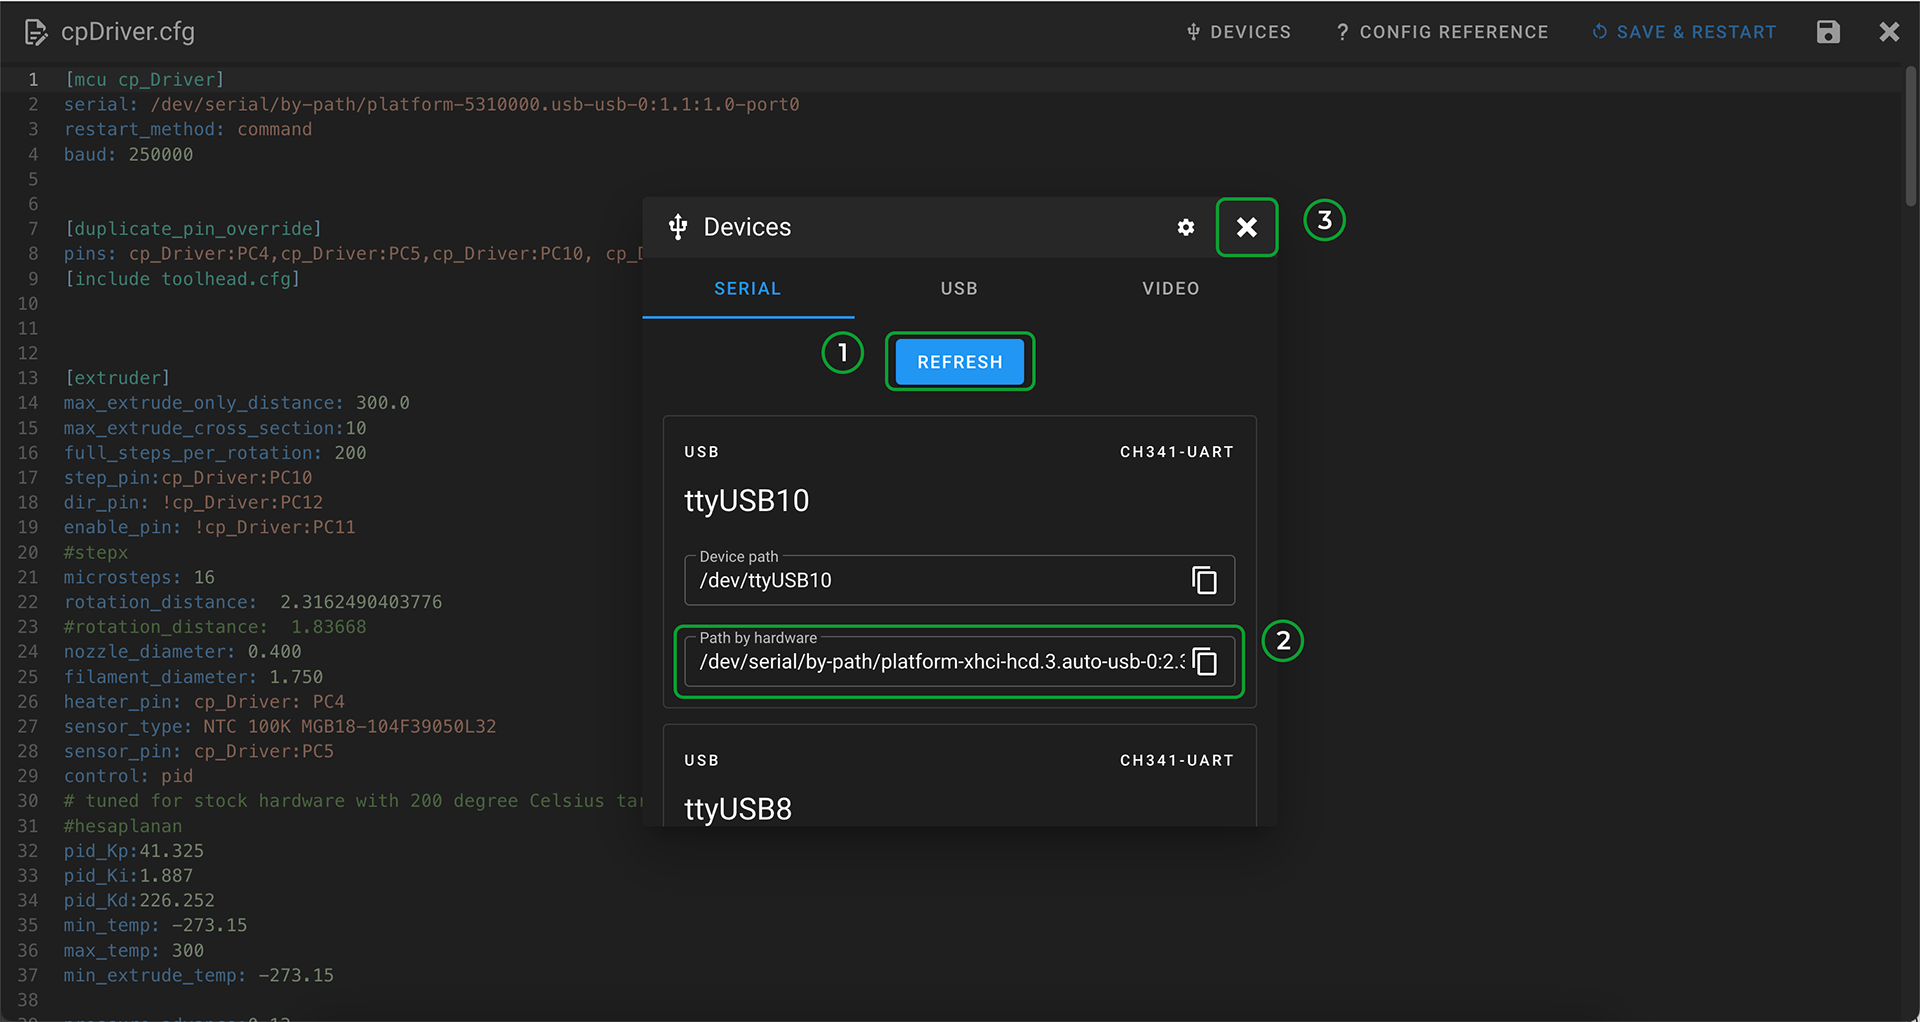 cpDriver.cfg
DEVICES
? CONFIG REFERENCE
SAVE & RESTART
1 [mcu cp_Driver]
2 serial: /dev/serial/by-path/platform-5310000.usb-usb-0:1.1:1.0-port0
3 restart_method: command
4 baud: 250000
5
6
7 [duplicate_pin_override]
8 pins: cp_Driver:PC4,cp_Driver:PC5,cp_Driver:PC10, cp_D
9 [include toolhead.cfg]
10
11
12
13 [extruder]
14 max_extrude_only_distance: 300.0
15 max_extrude_cross_section:10
16 full_steps_per_rotation: 200
17 step_pin:cp_Driver:PC10
18 dir_pin: !cp_Driver:PC12
19 enable_pin: !cp_Driver:PC11
20 #stepx
21 microsteps: 16
22 rotation_distance:  2.3162490403776
23 #rotation_distance:  1.83668
24 nozzle_diameter: 0.400
25 filament_diameter: 1.750
26 heater_pin: cp_Driver: PC4
27 sensor_type: NTC 100K MGB18-104F39050L32
28 sensor_pin: cp_Driver:PC5
29 control: pid
30 # tuned for stock hardware with 200 degree Celsius tar
31 #hesaplanan
32 pid_Kp:41.325
33 pid_Ki:1.887
34 pid_Kd:226.252
35 min_temp: -273.15
36 max_temp: 300
37 min_extrude_temp: -273.15
38
Devices
3
SERIAL
USB
VIDEO
1
REFRESH
USB
CH341-UART
ttyUSB10
Device path
/dev/ttyUSB10
Path by hardware
/dev/serial/by-path/platform-xhci-hcd.3.auto-usb-0:2.3
2
USB
CH341-UART
ttyUSB8